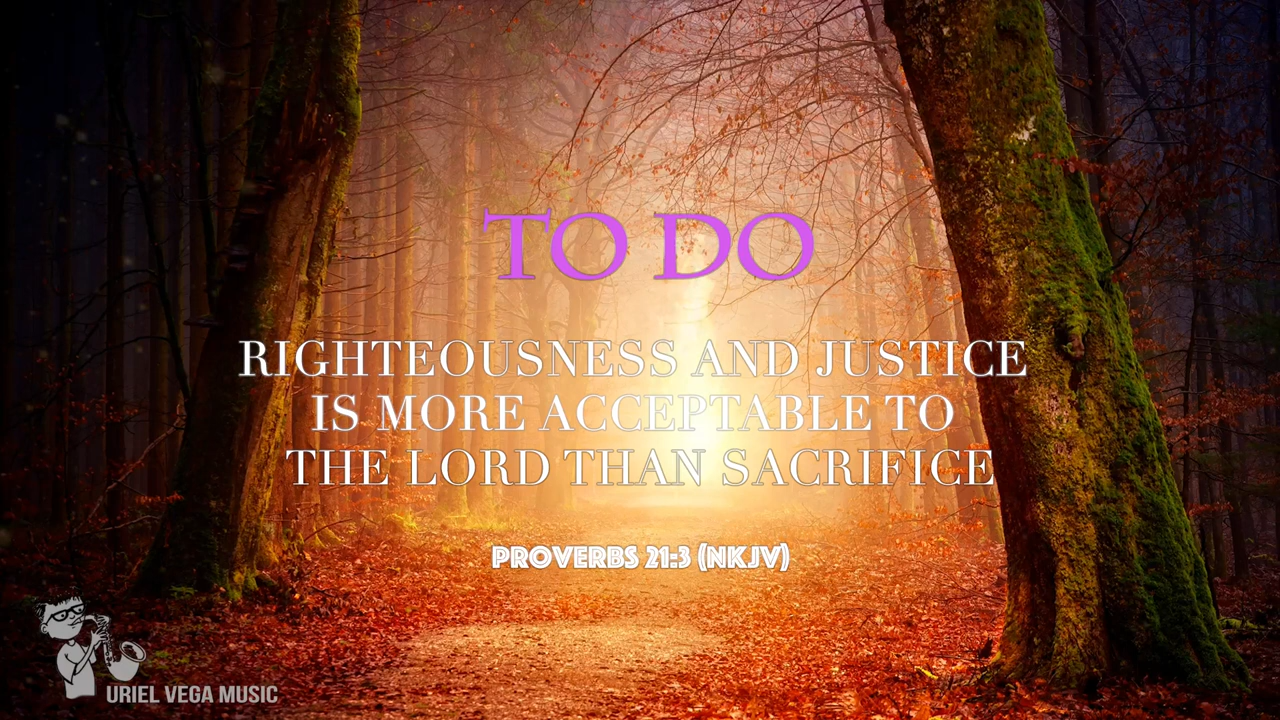 TO DO
RIGHTEOUSNESS AND JUSTICE
IS MORE ACCEPTABLE TO
THE LORD THAN SACRIFICE
PROVERBS 21:3 (NKJV)
URIEL VEGA MUSIC